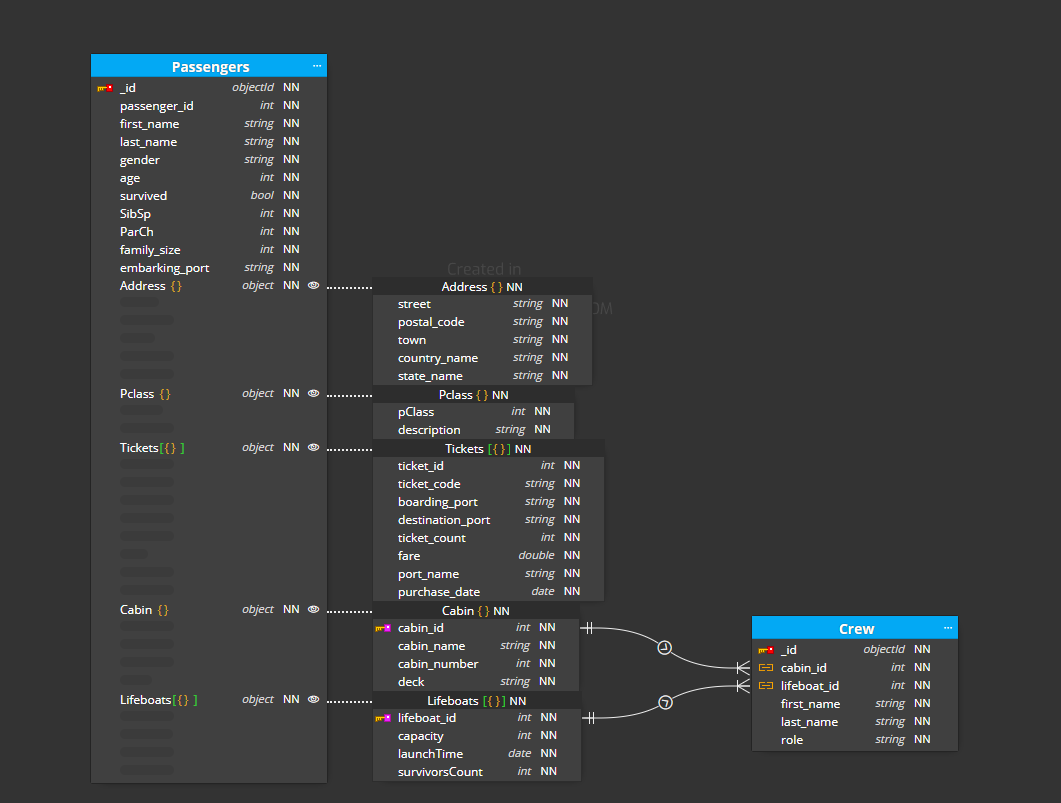 Passengers ...
_id objectId NN
passenger_id int NN
first_name string NN
last_name string NN
gender string NN
age int NN
survived bool NN
SibSp int NN
ParCh int NN
family_size int NN
embarking_port string NN
Address {} object NN
Pclass {} object NN
Tickets[{} ] object NN
Cabin {} object NN
Lifeboats[{} ] object NN
Created in
OM
Address { } NN
street string NN
postal_code string NN
town string NN
country_name string NN
state_name string NN
Pclass { } NN
pClass int NN
description string NN
Tickets [{ }] NN
ticket_id int NN
ticket_code string NN
boarding_port string NN
destination_port string NN
ticket_count int NN
fare double NN
port_name string NN
purchase_date date NN
Cabin { } NN
cabin_id int NN
cabin_name string NN
cabin_number int NN
deck string NN
Lifeboats [{ }] NN
lifeboat_id int NN
capacity int NN
launchTime date NN
survivorsCount int NN
Crew ...
_id objectId NN
cabin_id int NN
lifeboat_id int NN
first_name string NN
last_name string NN
role string NN